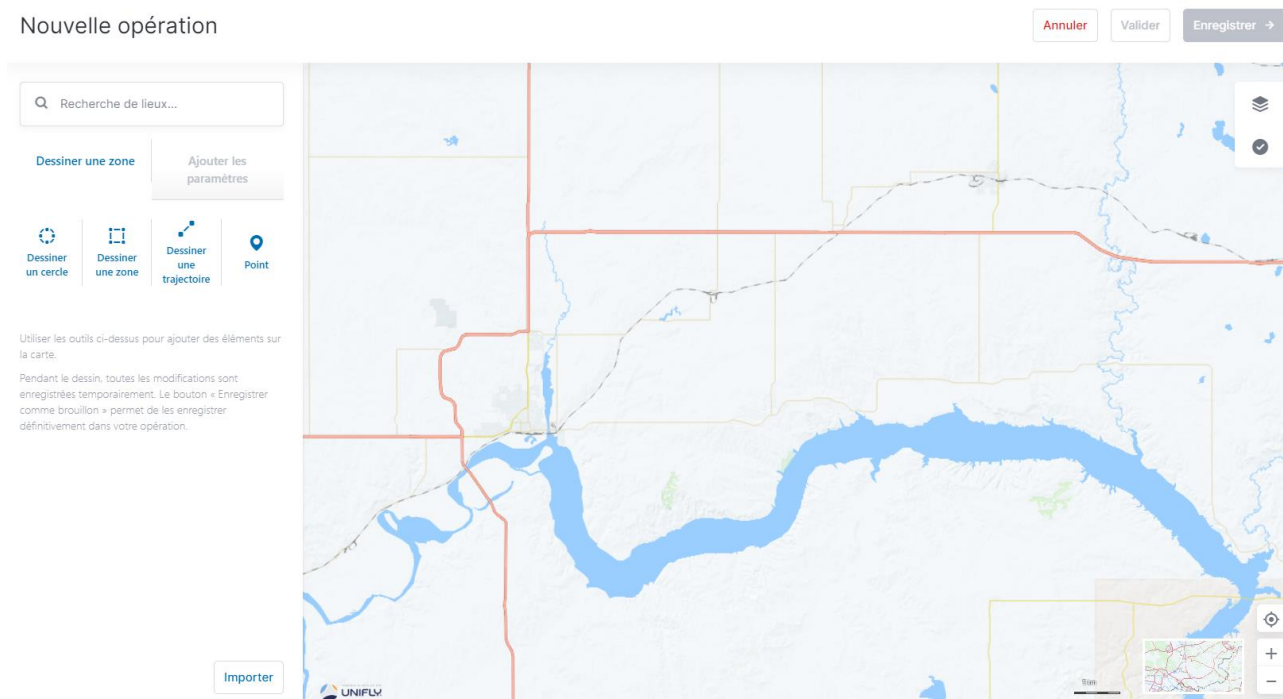 Nouvelle opération
Annuler
Valider
Enregistrer →
Recherche de lieux...
Dessiner une zone
Ajouter les
paramètres
Dessiner
un cercle
Dessiner
une zone
Dessiner
une
trajectoire
Point
Utiliser les outils ci-dessus pour ajouter des éléments sur
la carte.
Pendant le dessin, toutes les modifications sont
enregistrées temporairement. Le bouton « Enregistrer
comme brouillon » permet de les enregistrer
définitivement dans votre opération.
Importer
UNIFLY